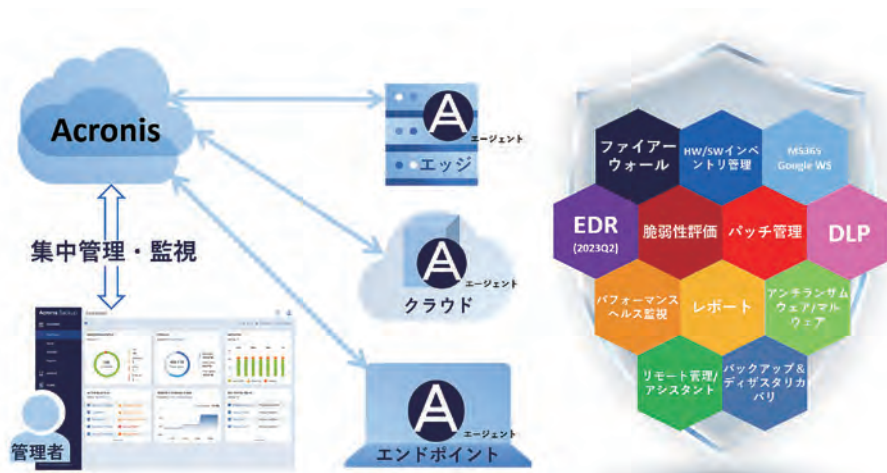 Acronis
集中管理・監視
管理者
エージェント
エッジ
エージェント
クラウド
エージェント
エンドポイント
ファイアー
ウォール
HW/SWインベ
ントリ管理
MS365
Google WS
EDR
(2023Q2)
脆弱性評価
パッチ管理
DLP
パフォーマンス
ヘルス監視
レポート
アンチランサム
ウェア/マル
ウェア
リモート管理/
アシスタント
バックアップ&
ディザスタリカ
バリ